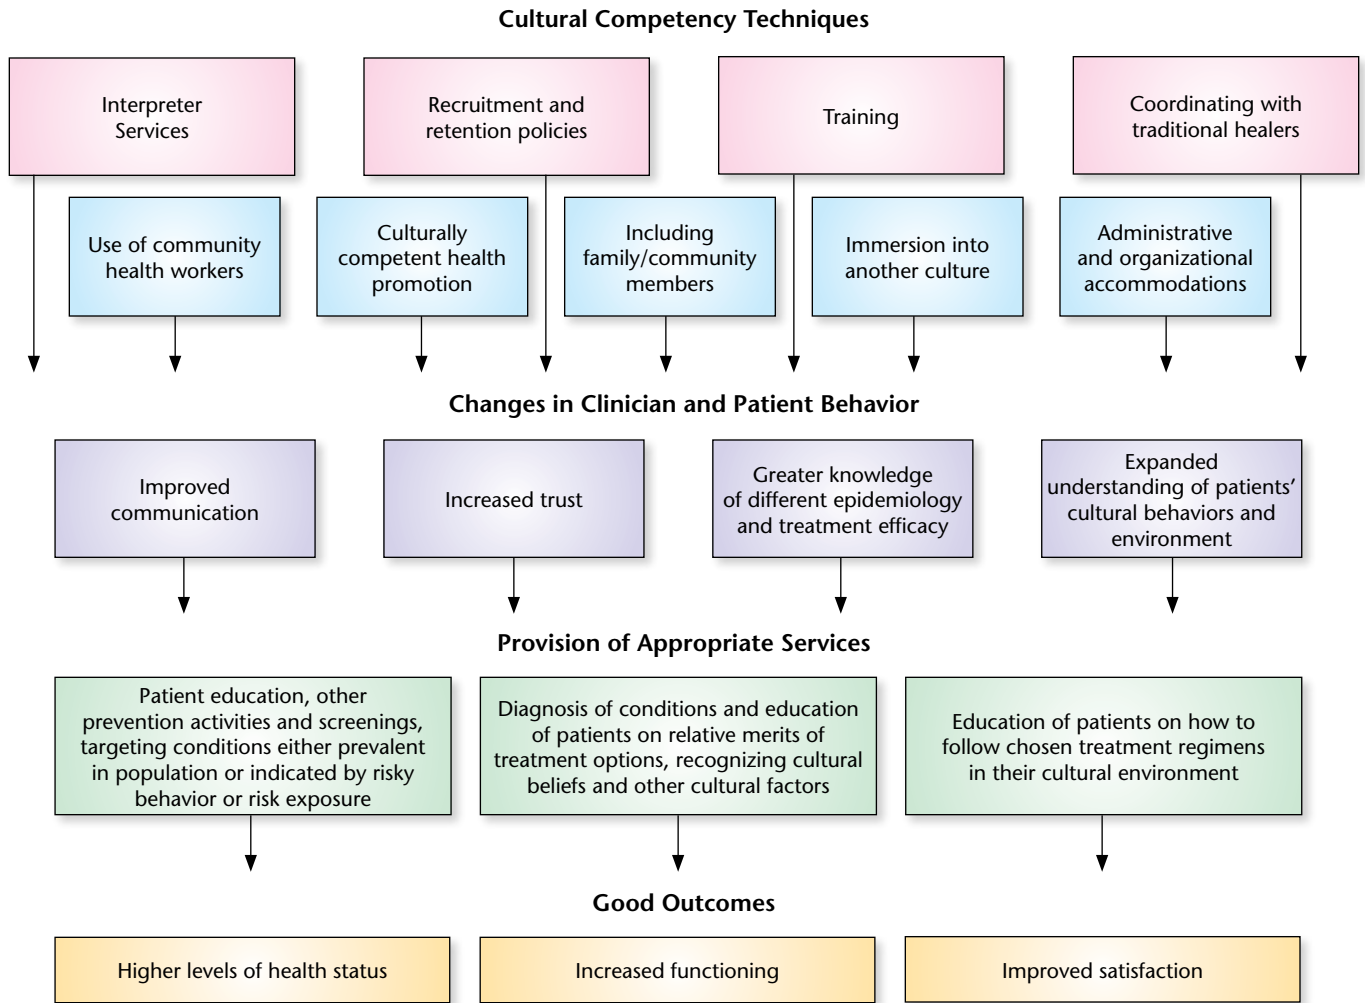 Cultural Competency Techniques
Interpreter
Services
Recruitment and
retention policies
Training
Coordinating with
traditional healers
Use of community
health workers
Culturally
competent health
promotion
Including
family/community
members
Immersion into
another culture
Administrative
and organizational
accommodations
Changes in Clinician and Patient Behavior
Improved
communication
Increased trust
Greater knowledge
of different epidemiology
and treatment efficacy
Expanded
understanding of patients’
cultural behaviors and
environment
Provision of Appropriate Services
Patient education, other
prevention activities and screenings,
targeting conditions either prevalent
in population or indicated by risky
behavior or risk exposure
Diagnosis of conditions and education
of patients on relative merits of
treatment options, recognizing cultural
beliefs and other cultural factors
Education of patients on how to
follow chosen treatment regimens
in their cultural environment
Good Outcomes
Higher levels of health status
Increased functioning
Improved satisfaction